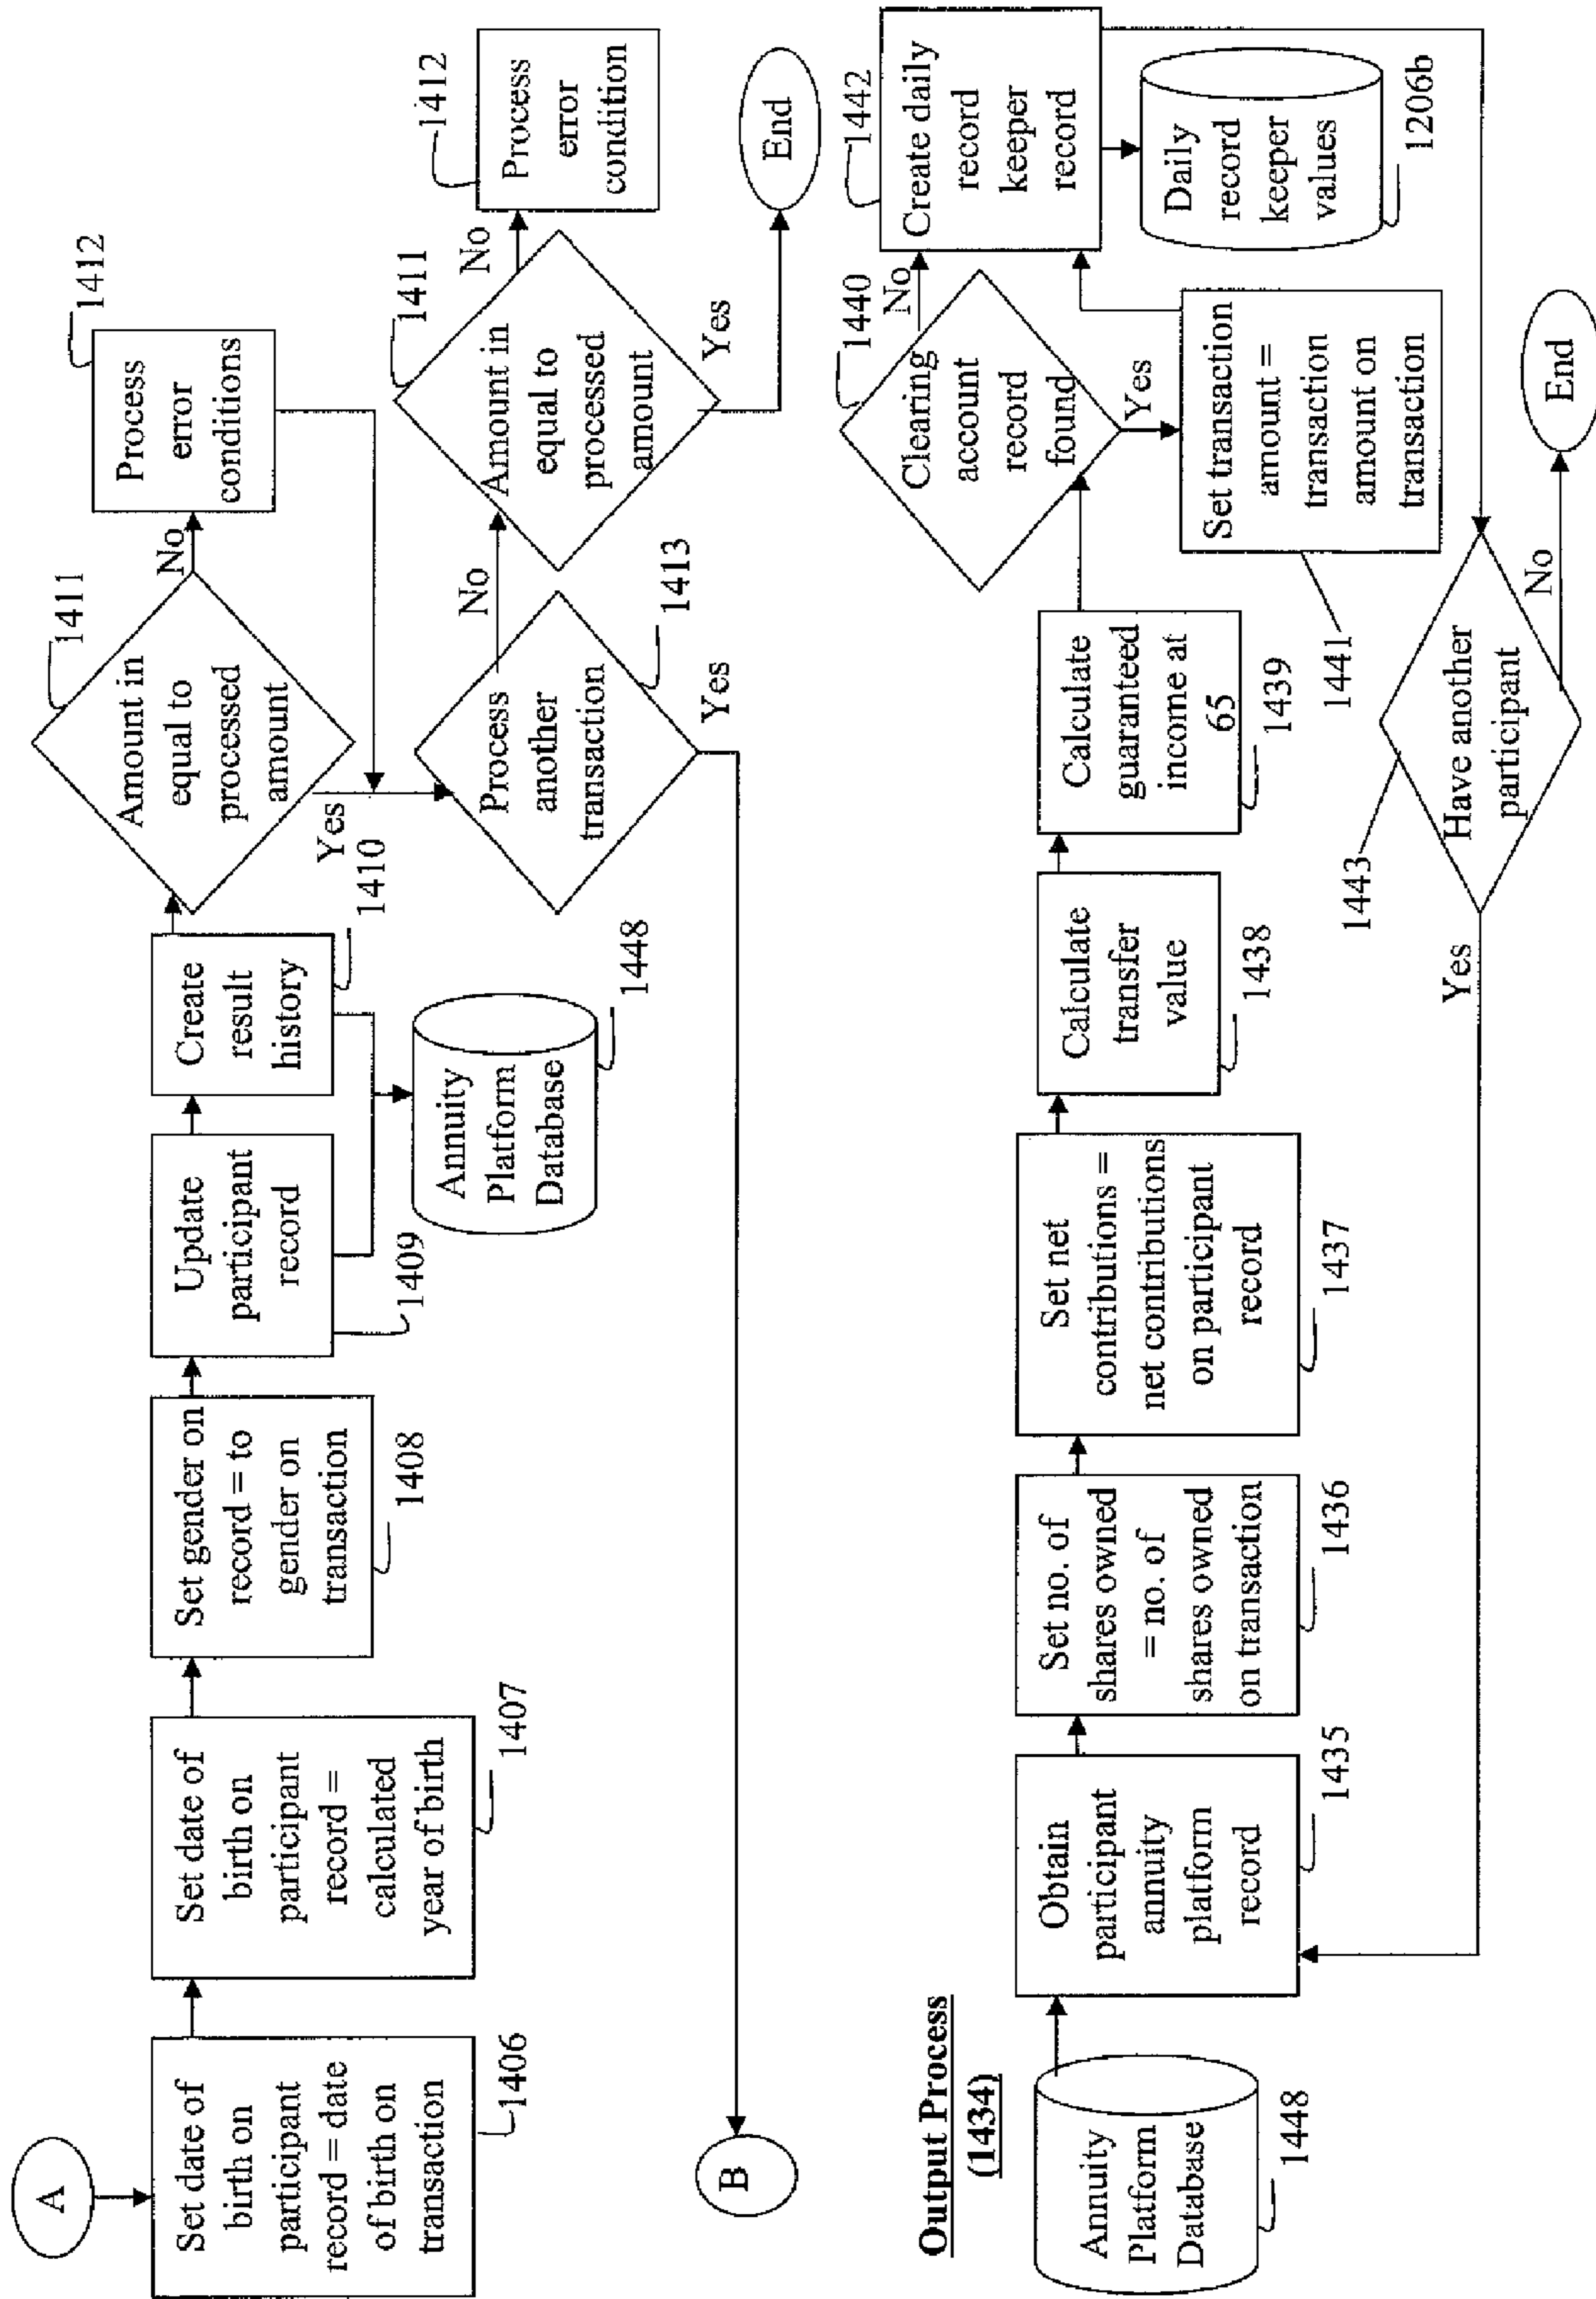 A
Set date of
birth on
participant
record = date
of birth on
transaction
1406
Set date of
birth on
participant
record =
calculated
year of birth
1407
Set gender on
record = to
gender on
transaction
1408
Update
participant
record
1409
Create
result
history
1410
Annuity
Platform
Database
1448
Amount in
equal to
processed
amount
1411
No
Yes
Process
error
conditions
1412
Process
another
transaction
1413
No
Yes
Amount in
equal to
processed
amount
1411
No
Yes
Process
error
condition
1412
End
B
Output Process
(1434)
Annuity
Platform
Database
1448
Obtain
participant
annuity
platform
record
1435
Set no. of
shares owned
= no. of
shares owned
on transaction
1436
Set net
contributions =
net contributions
on participant
record
1437
Calculate
transfer
value
1438
Calculate
guaranteed
income at
65
1439
Clearing
account
record
found
1440
No
Yes
Set transaction
amount =
transaction
amount on
transaction
1441
Create daily
record
keeper
record
1442
Daily
record
keeper
values
1206b
Have another
participant
1443
Yes
No
End